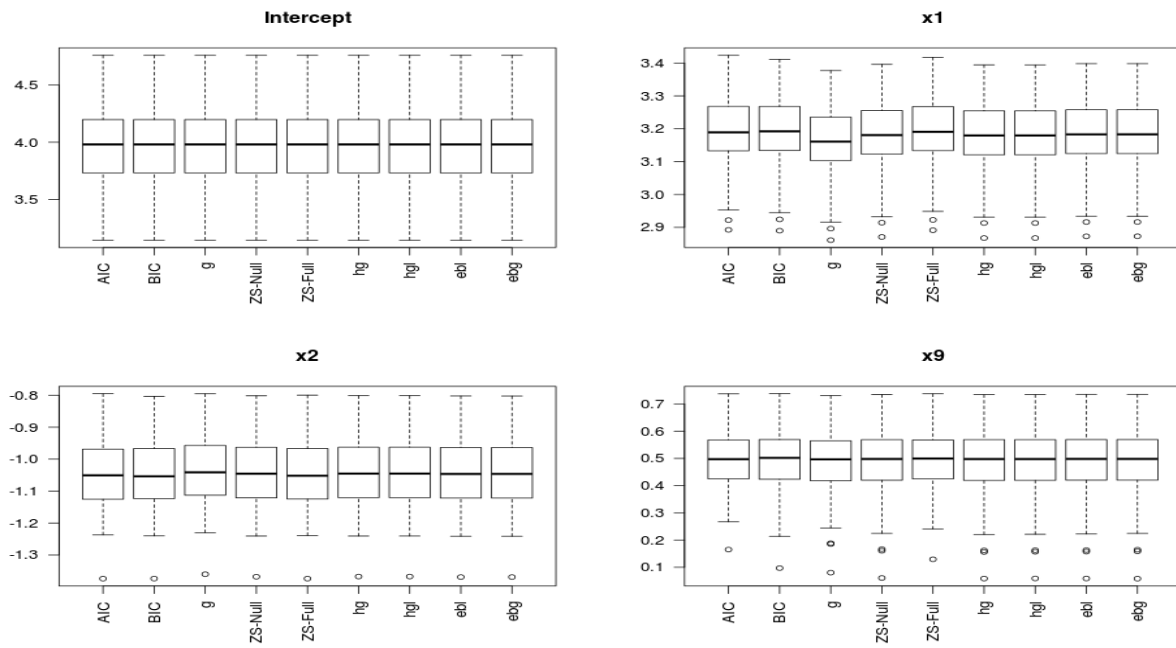 Intercept
4.5
4.0
3.5
AIC
BIC
g
ZS-Null
ZS-Full
hg
hgl
ebl
ebg
x1
3.4
3.3
3.2
3.1
3.0
2.9
AIC
BIC
g
ZS-Null
ZS-Full
hg
hgl
ebl
ebg
x2
-0.8
-0.9
-1.0
-1.1
-1.2
-1.3
AIC
BIC
g
ZS-Null
ZS-Full
hg
hgl
ebl
ebg
x9
0.7
0.6
0.5
0.4
0.3
0.2
0.1
AIC
BIC
g
ZS-Null
ZS-Full
hg
hgl
ebl
ebg